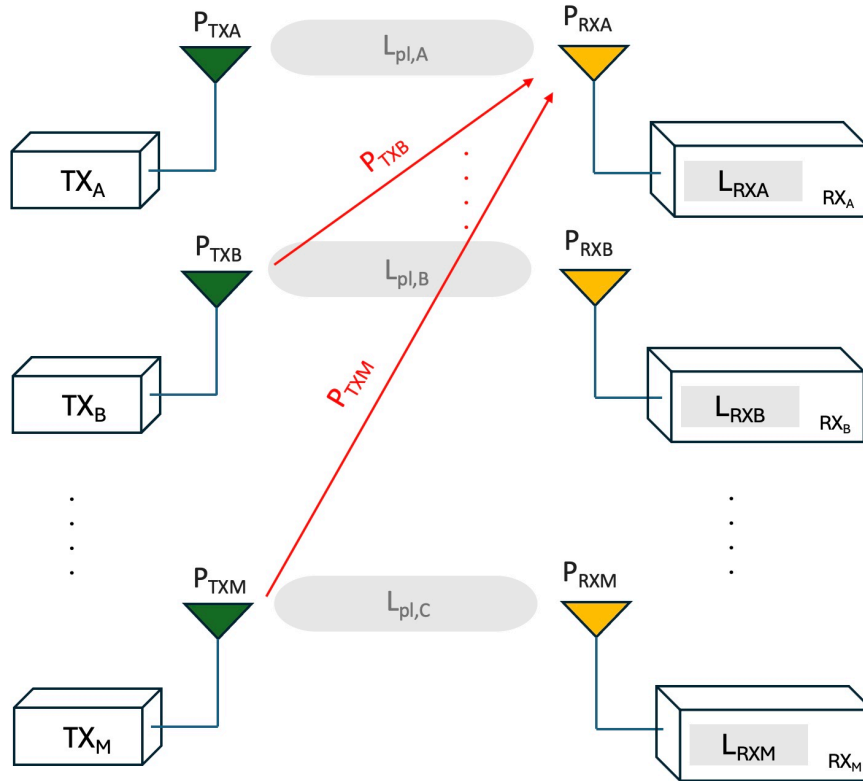 P_TXA
L_pl,A
P_RXA
TX_A
P_TXB
L_RXA
RX_A
P_TXB
L_pl,B
P_RXB
TX_B
P_TXM
L_RXB
RX_B
P_TXM
L_pl,C
P_RXM
TX_M
L_RXM
RX_M